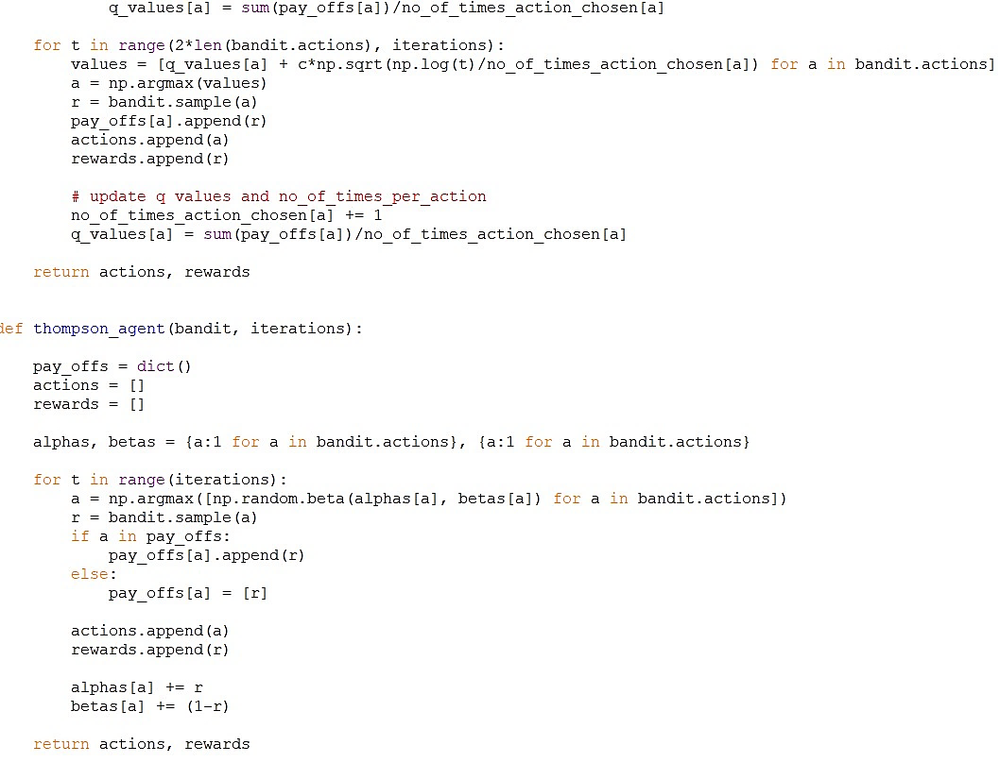 q_values[a] = sum(pay_offs[a])/no_of_times_action_chosen[a]

    for t in range(2*len(bandit.actions), iterations):
        values = [q_values[a] + c*np.sqrt(np.log(t)/no_of_times_action_chosen[a]) for a in bandit.actions]
        a = np.argmax(values)
        r = bandit.sample(a)
        pay_offs[a].append(r)
        actions.append(a)
        rewards.append(r)

        # update q values and no_of_times_per_action
        no_of_times_action_chosen[a] += 1
        q_values[a] = sum(pay_offs[a])/no_of_times_action_chosen[a]

    return actions, rewards


def thompson_agent(bandit, iterations):

    pay_offs = dict()
    actions = []
    rewards = []

    alphas, betas = {a:1 for a in bandit.actions}, {a:1 for a in bandit.actions}

    for t in range(iterations):
        a = np.argmax([np.random.beta(alphas[a], betas[a]) for a in bandit.actions])
        r = bandit.sample(a)
        if a in pay_offs:
            pay_offs[a].append(r)
        else:
            pay_offs[a] = [r]

        actions.append(a)
        rewards.append(r)

        alphas[a] += r
        betas[a] += (1-r)

    return actions, rewards